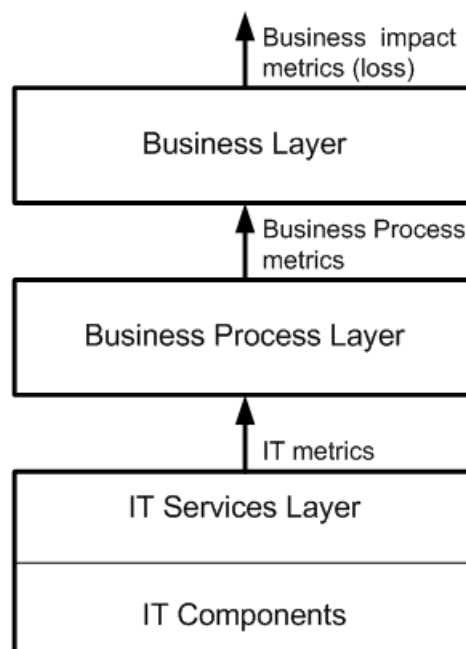 Business impact
metrics (loss)
Business Layer
Business Process
metrics
Business Process Layer
IT metrics
IT Services Layer
IT Components